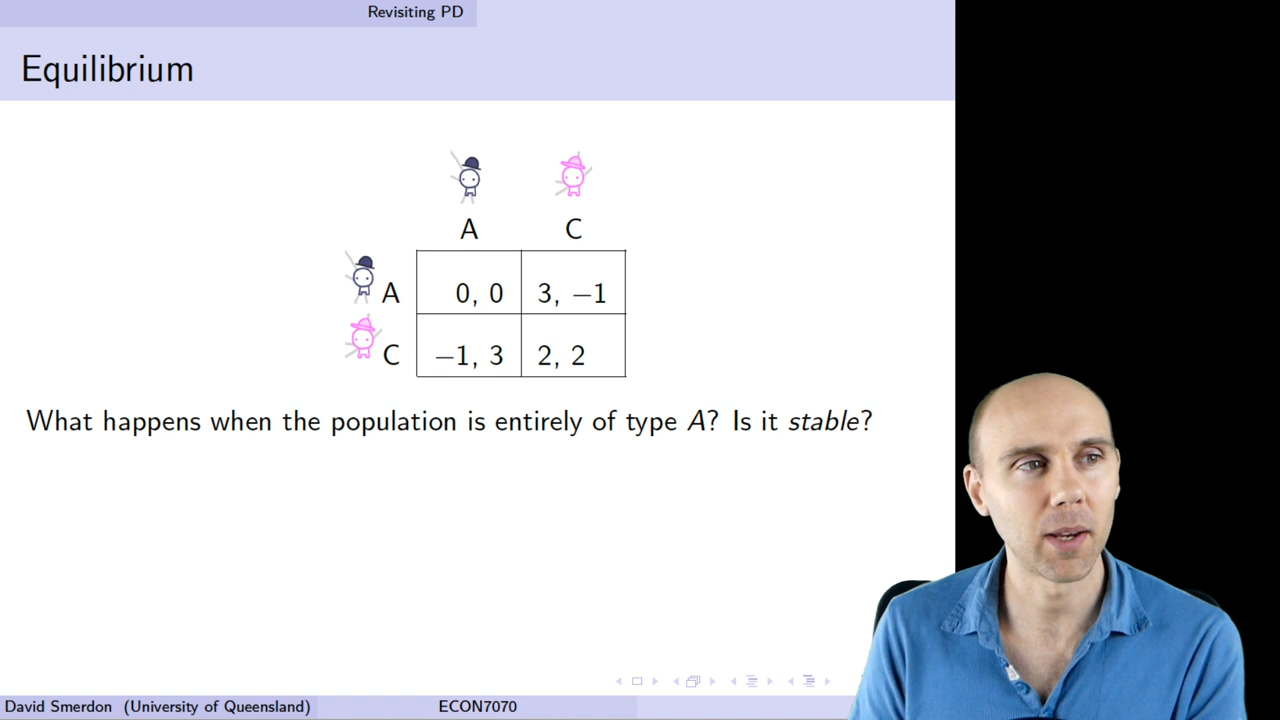 Revisiting PD
Equilibrium
A C
A 0, 0 3, −1
C −1, 3 2, 2
What happens when the population is entirely of type A? Is it stable?
David Smerdon (University of Queensland) ECON7070